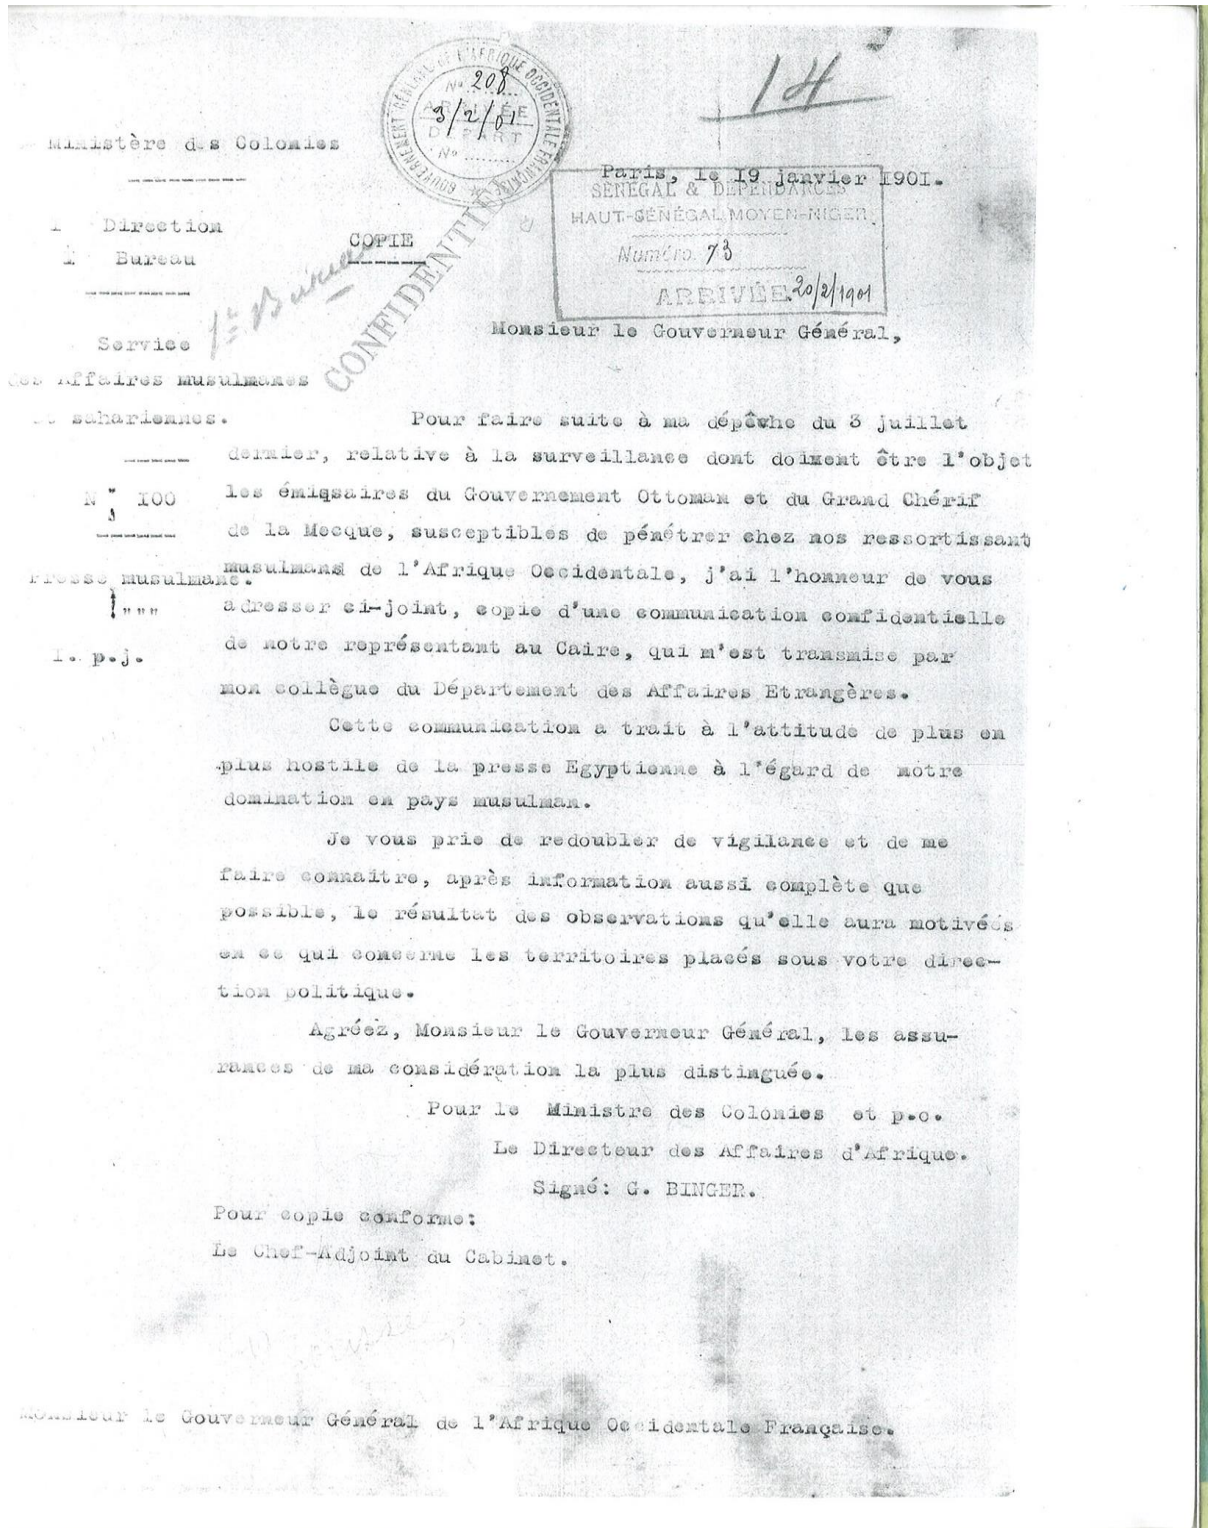 14
GOUVERNEMENT GÉNÉRAL DE L'AFRIQUE OCCIDENTALE FRANÇAISE
No 208
ARRIVÉE
3/2/01
DEPART
No
Ministère des Colonies
Paris, le 19 janvier 1901.
SÉNÉGAL & DÉPENDANCES
HAUT-SÉNÉGAL, MOYEN-NIGER
Numéro 73
ARRIVÉE 20/2/1901
I Direction
I Bureau
COPIE
1er Bureau
CONFIDENTIEL
Monsieur le Gouverneur Général,
Service
des Affaires musulmanes
et sahariennes.
N° 100
Presse musulmane.
I. p.j.
Pour faire suite à ma dépêche du 3 juillet
dernier, relative à la surveillance dont doivent être l'objet
les émissaires du Gouvernement Ottoman et du Grand Chérif
de la Mecque, susceptibles de pénétrer chez nos ressortissant
musulmans de l'Afrique Occidentale, j'ai l'honneur de vous
adresser ci-joint, copie d'une communication confidentielle
de notre représentant au Caire, qui m'est transmise par
mon collègue du Département des Affaires Etrangères.
Cette communication a trait à l'attitude de plus en
plus hostile de la presse Egyptienne à l'égard de notre
domination en pays musulman.
Je vous prie de redoubler de vigilance et de me
faire connaitre, après information aussi complète que
possible, le résultat des observations qu'elle aura motivées
en ce qui concerne les territoires placés sous votre direc-
tion politique.
Agréez, Monsieur le Gouverneur Général, les assu-
rances de ma considération la plus distinguée.
Pour le Ministre des Colonies et p.o.
Le Directeur des Affaires d'Afrique.
Signé: G. BINGER.
Pour copie conforme:
Le Chef-Adjoint du Cabinet.
Monsieur le Gouverneur Général de l'Afrique Occidentale Française.